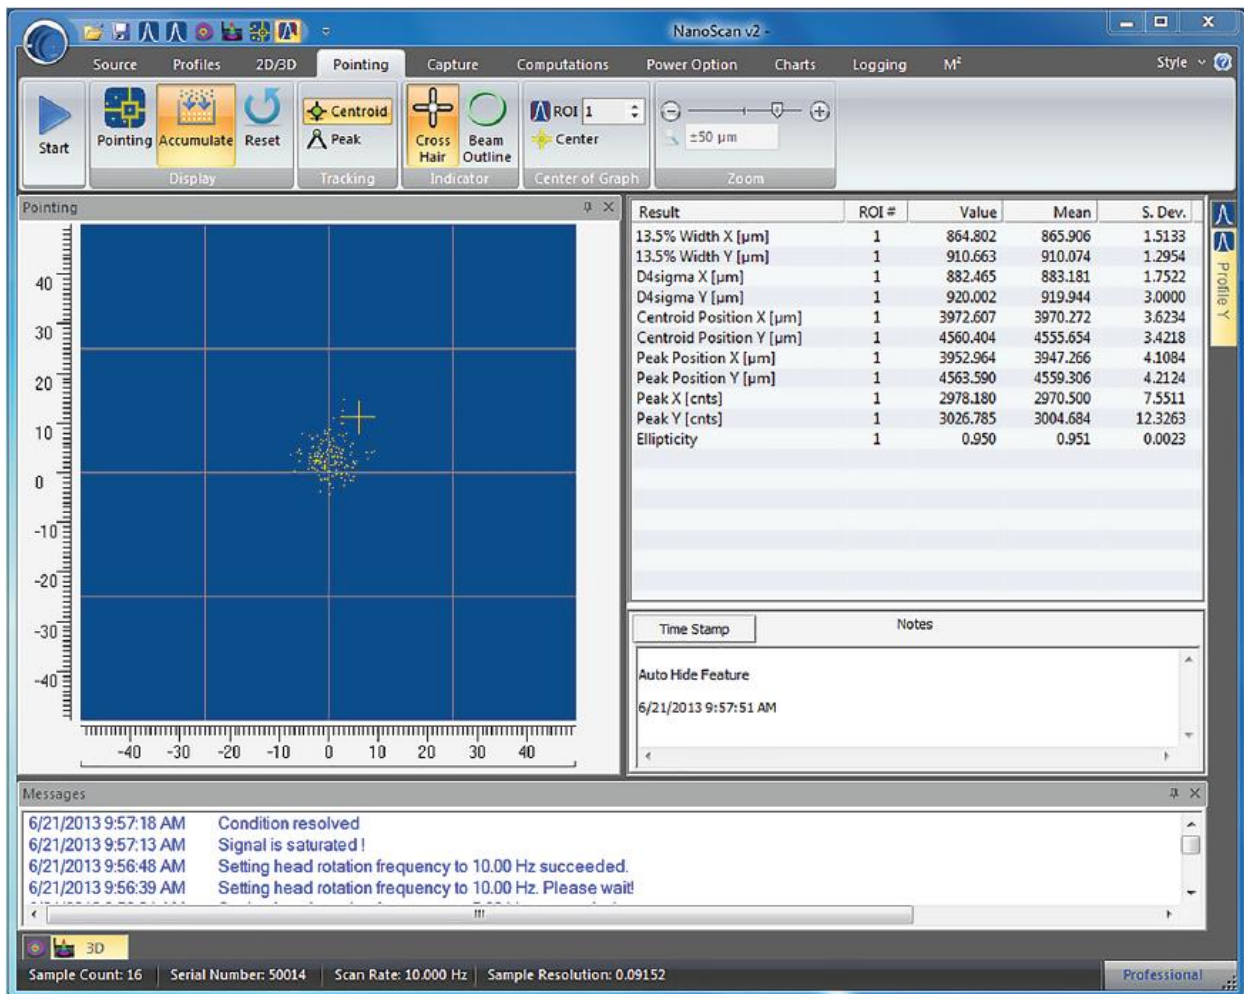 NanoScan v2 -
Source Profiles 2D/3D Pointing Capture Computations Power Option Charts Logging M² Style
Start
Pointing Accumulate Reset
Display
Centroid
Peak
Tracking
Cross Hair Beam Outline
Indicator
ROI 1
Center
Center of Graph
±50 µm
Zoom
Pointing
40
30
20
10
0
-10
-20
-30
-40
-40 -30 -20 -10 0 10 20 30 40
Result ROI # Value Mean S. Dev.
13.5% Width X [µm] 1 864.802 865.906 1.5133
13.5% Width Y [µm] 1 910.663 910.074 1.2954
D4sigma X [µm] 1 882.465 883.181 1.7522
D4sigma Y [µm] 1 920.002 919.944 3.0000
Centroid Position X [µm] 1 3972.607 3970.272 3.6234
Centroid Position Y [µm] 1 4560.404 4555.654 3.4218
Peak Position X [µm] 1 3952.964 3947.266 4.1084
Peak Position Y [µm] 1 4563.590 4559.306 4.2124
Peak X [cnts] 1 2978.180 2970.500 7.5511
Peak Y [cnts] 1 3026.785 3004.684 12.3263
Ellipticity 1 0.950 0.951 0.0023
Profile Y
Time Stamp Notes
Auto Hide Feature
6/21/2013 9:57:51 AM
Messages
6/21/2013 9:57:18 AM Condition resolved
6/21/2013 9:57:13 AM Signal is saturated !
6/21/2013 9:56:48 AM Setting head rotation frequency to 10.00 Hz succeeded.
6/21/2013 9:56:39 AM Setting head rotation frequency to 10.00 Hz. Please wait!
3D
Sample Count: 16 Serial Number: 50014 Scan Rate: 10.000 Hz Sample Resolution: 0.09152 Professional